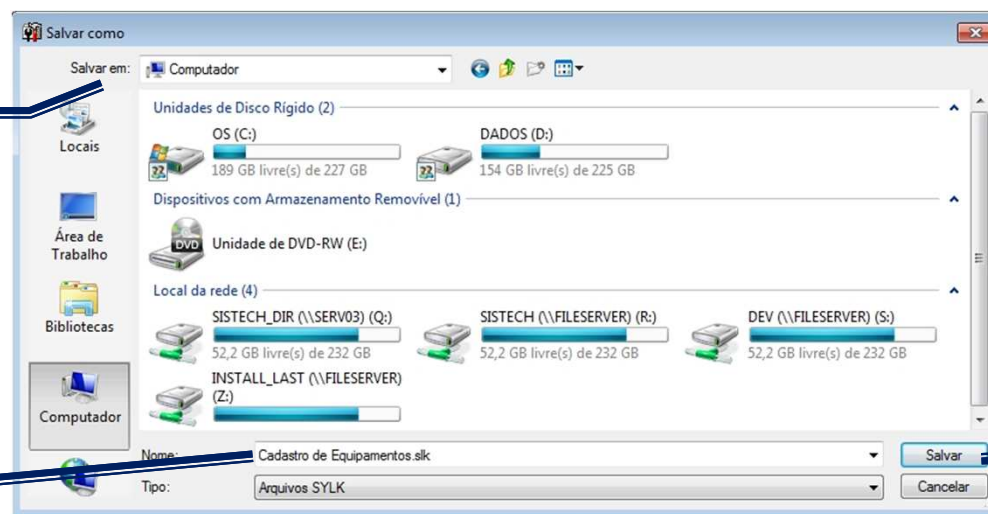 Salvar como
Salvar em:
Computador
Locais
Área de
Trabalho
Bibliotecas
Computador
Unidades de Disco Rígido (2)
OS (C:)
189 GB livre(s) de 227 GB
DADOS (D:)
154 GB livre(s) de 225 GB
Dispositivos com Armazenamento Removível (1)
DVD
Unidade de DVD-RW (E:)
Local da rede (4)
SISTECH_DIR (\\SERV03) (Q:)
52,2 GB livre(s) de 232 GB
SISTECH (\\FILESERVER) (R:)
52,2 GB livre(s) de 232 GB
DEV (\\FILESERVER) (S:)
52,2 GB livre(s) de 232 GB
INSTALL_LAST (\\FILESERVER)
(Z:)
Nome:
Cadastro de Equipamentos.slk
Salvar
Tipo:
Arquivos SYLK
Cancelar